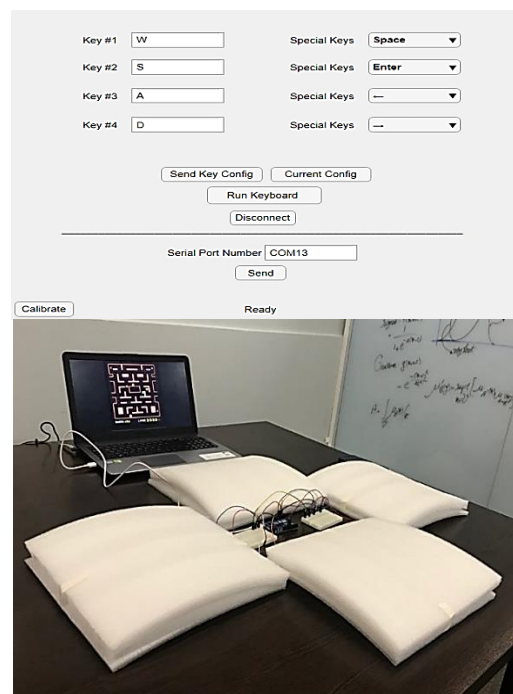 Key #1 W Special Keys Space
Key #2 S Special Keys Enter
Key #3 A Special Keys ←
Key #4 D Special Keys →
Send Key Config Current Config
Run Keyboard
Disconnect
Serial Port Number COM13
Send
Calibrate Ready